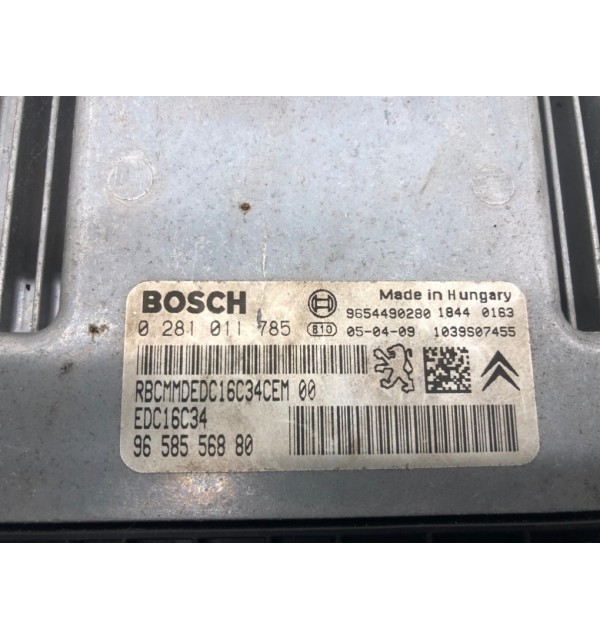 BOSCH Made in Hungary
9654490280 1844 0163
0 281 011 785 810 05-04-09 1039S07455
RBCMMDEDC16C34CEM 00
EDC16C34
96 585 568 80